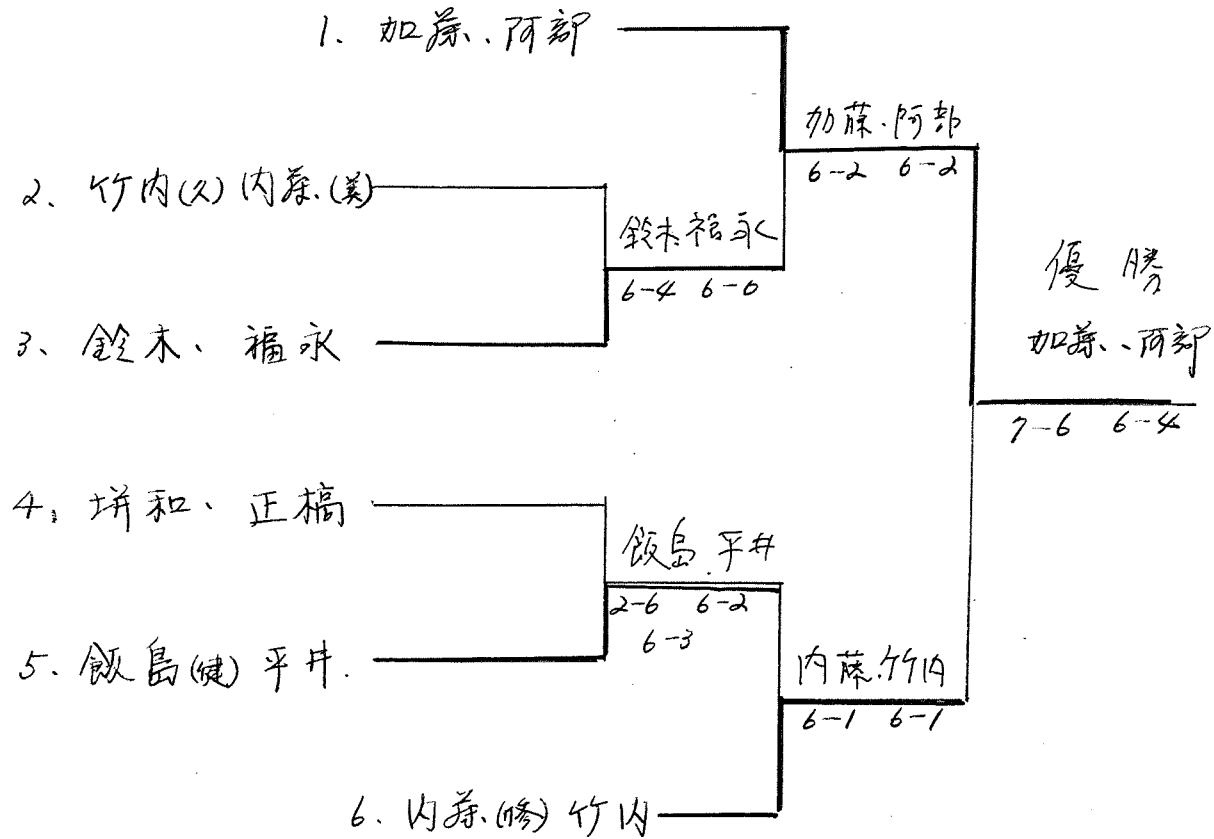 1、加藤、阿部
加藤、阿部
6-2 6-2
2、竹内(久)内藤(美)
鈴木福永
6-4 6-0
3、鈴木、福永
優勝
加藤、阿部
7-6 6-4
4、垪和、正橋
飯島、平井
2-6 6-2
6-3
5、飯島(健)平井
内藤、竹内
6-1 6-1
6、内藤(修)竹内